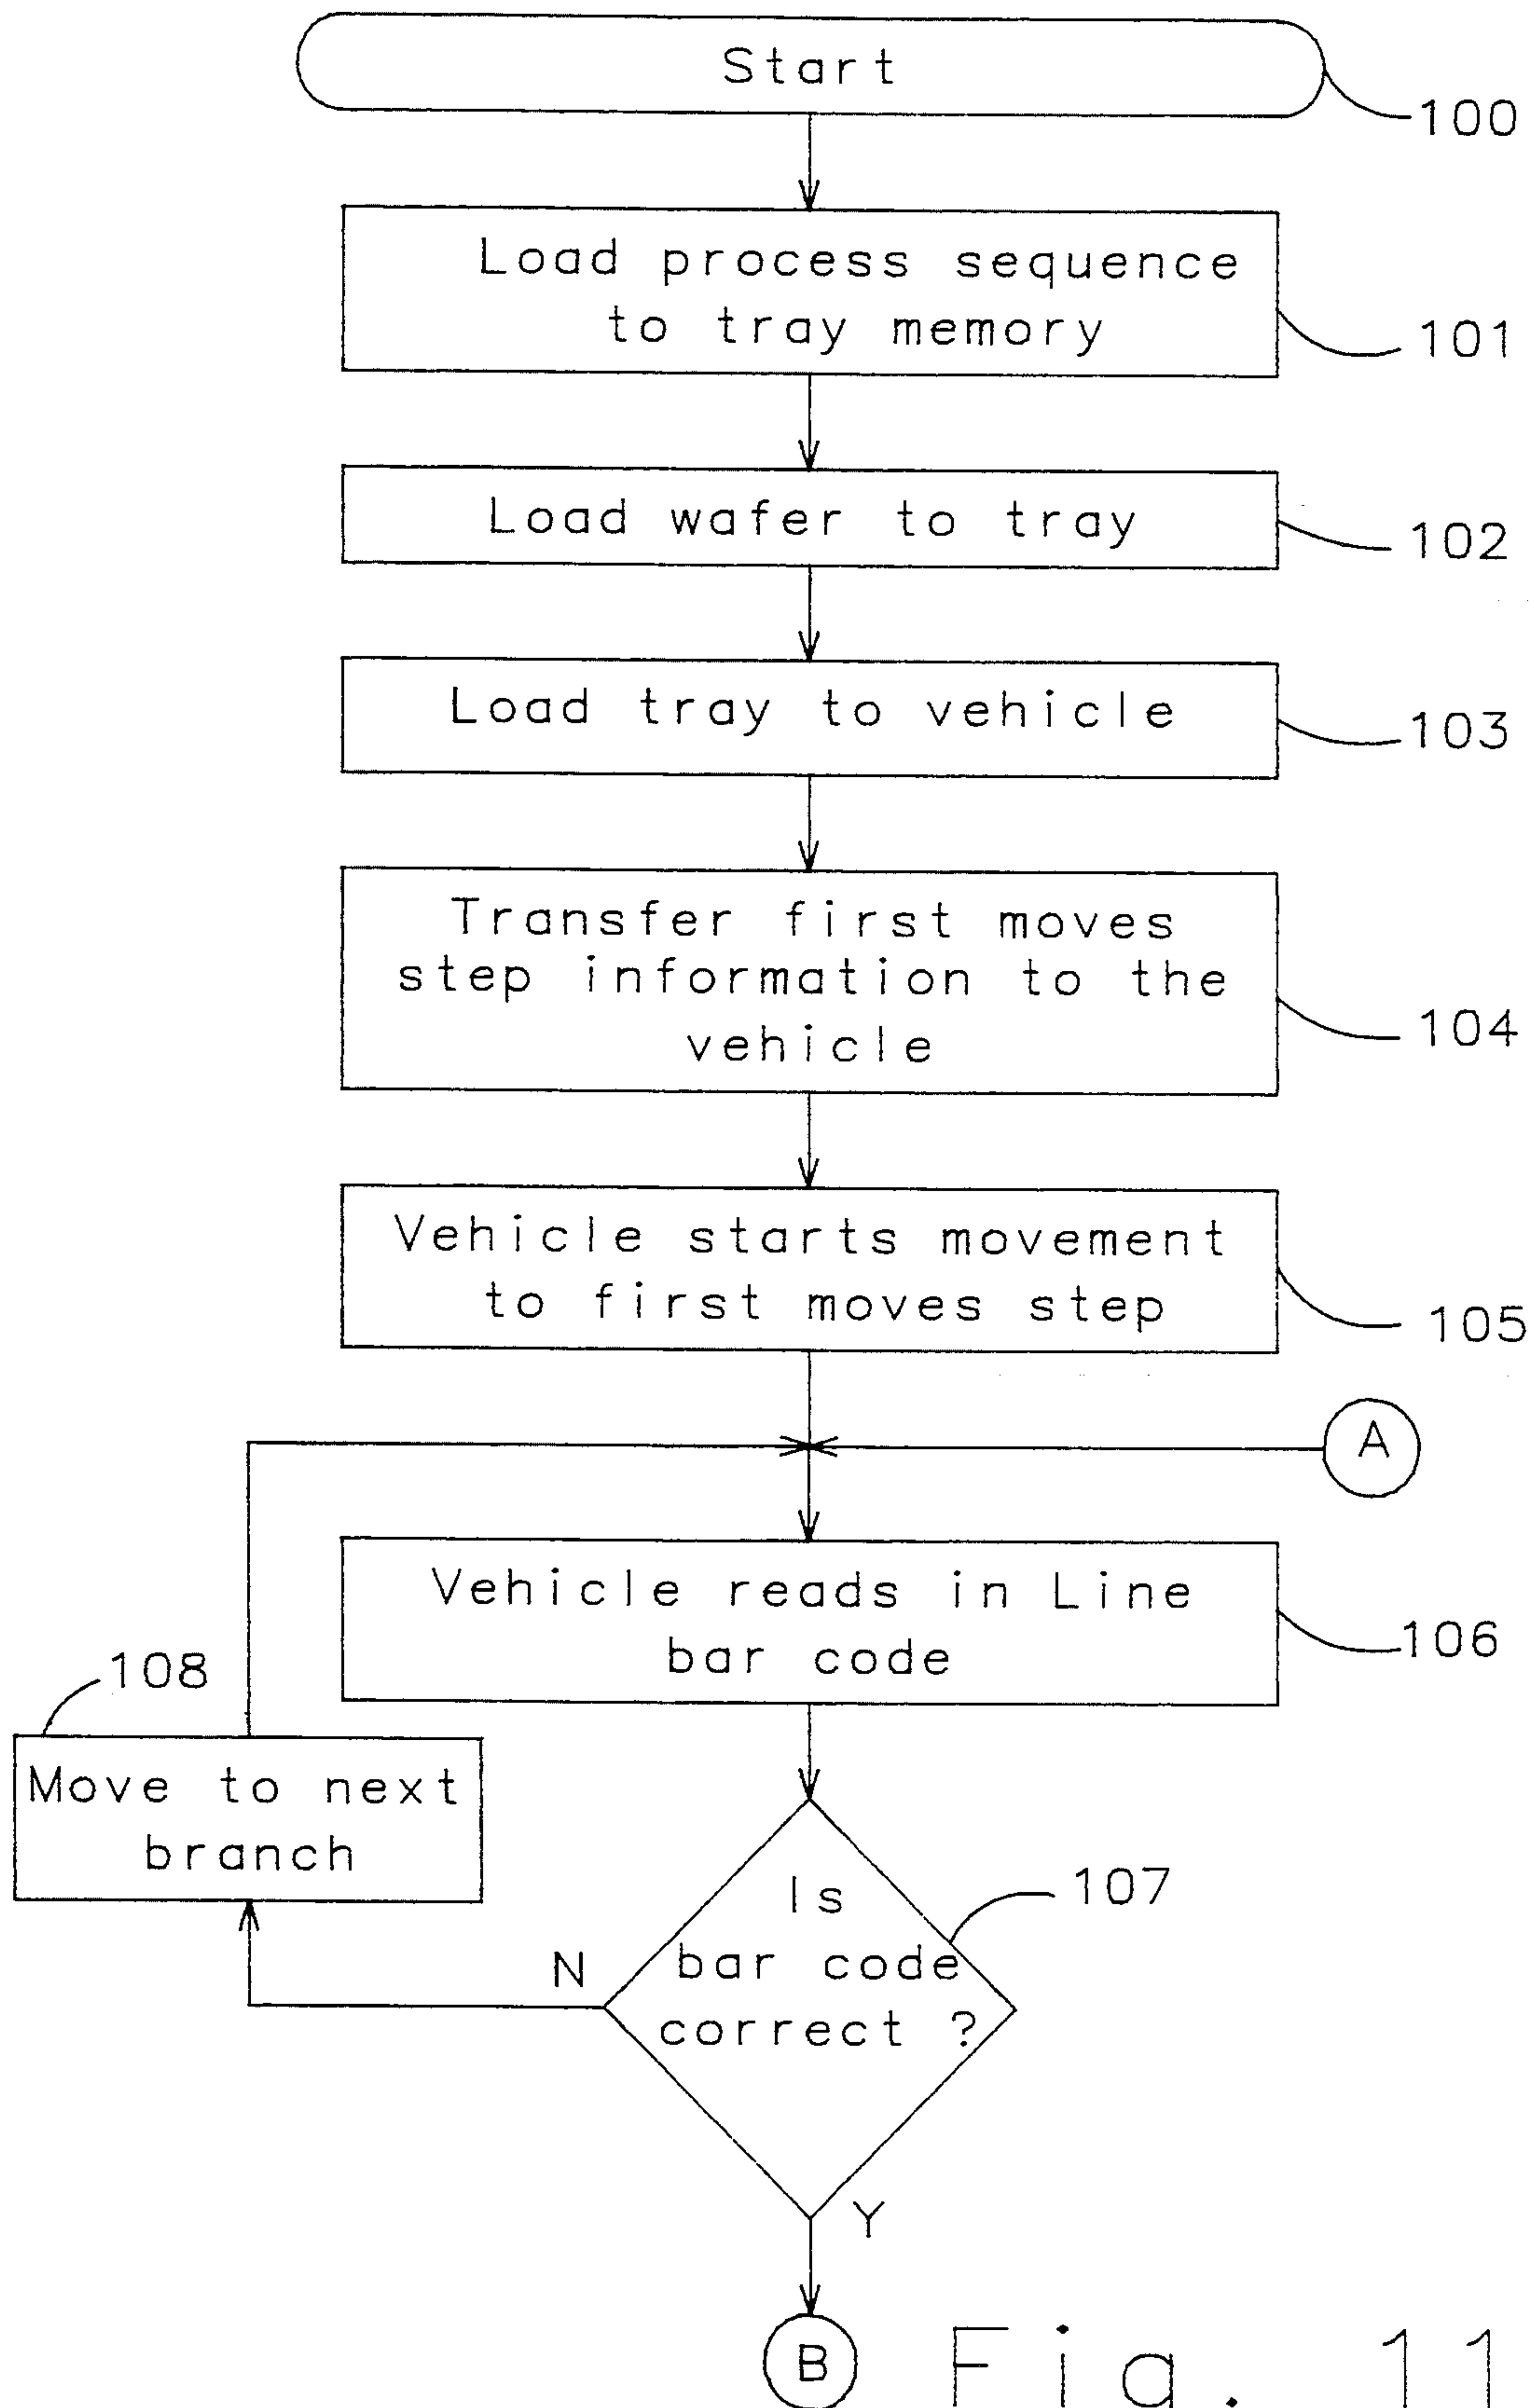 Start
100
Load process sequence
to tray memory
101
Load wafer to tray
102
Load tray to vehicle
103
Transfer first moves
step information to the
vehicle
104
Vehicle starts movement
to first moves step
105
A
Vehicle reads in Line
bar code
106
108
Move to next
branch
Is
bar code
correct ?
107
N
Y
B
Fig. 11